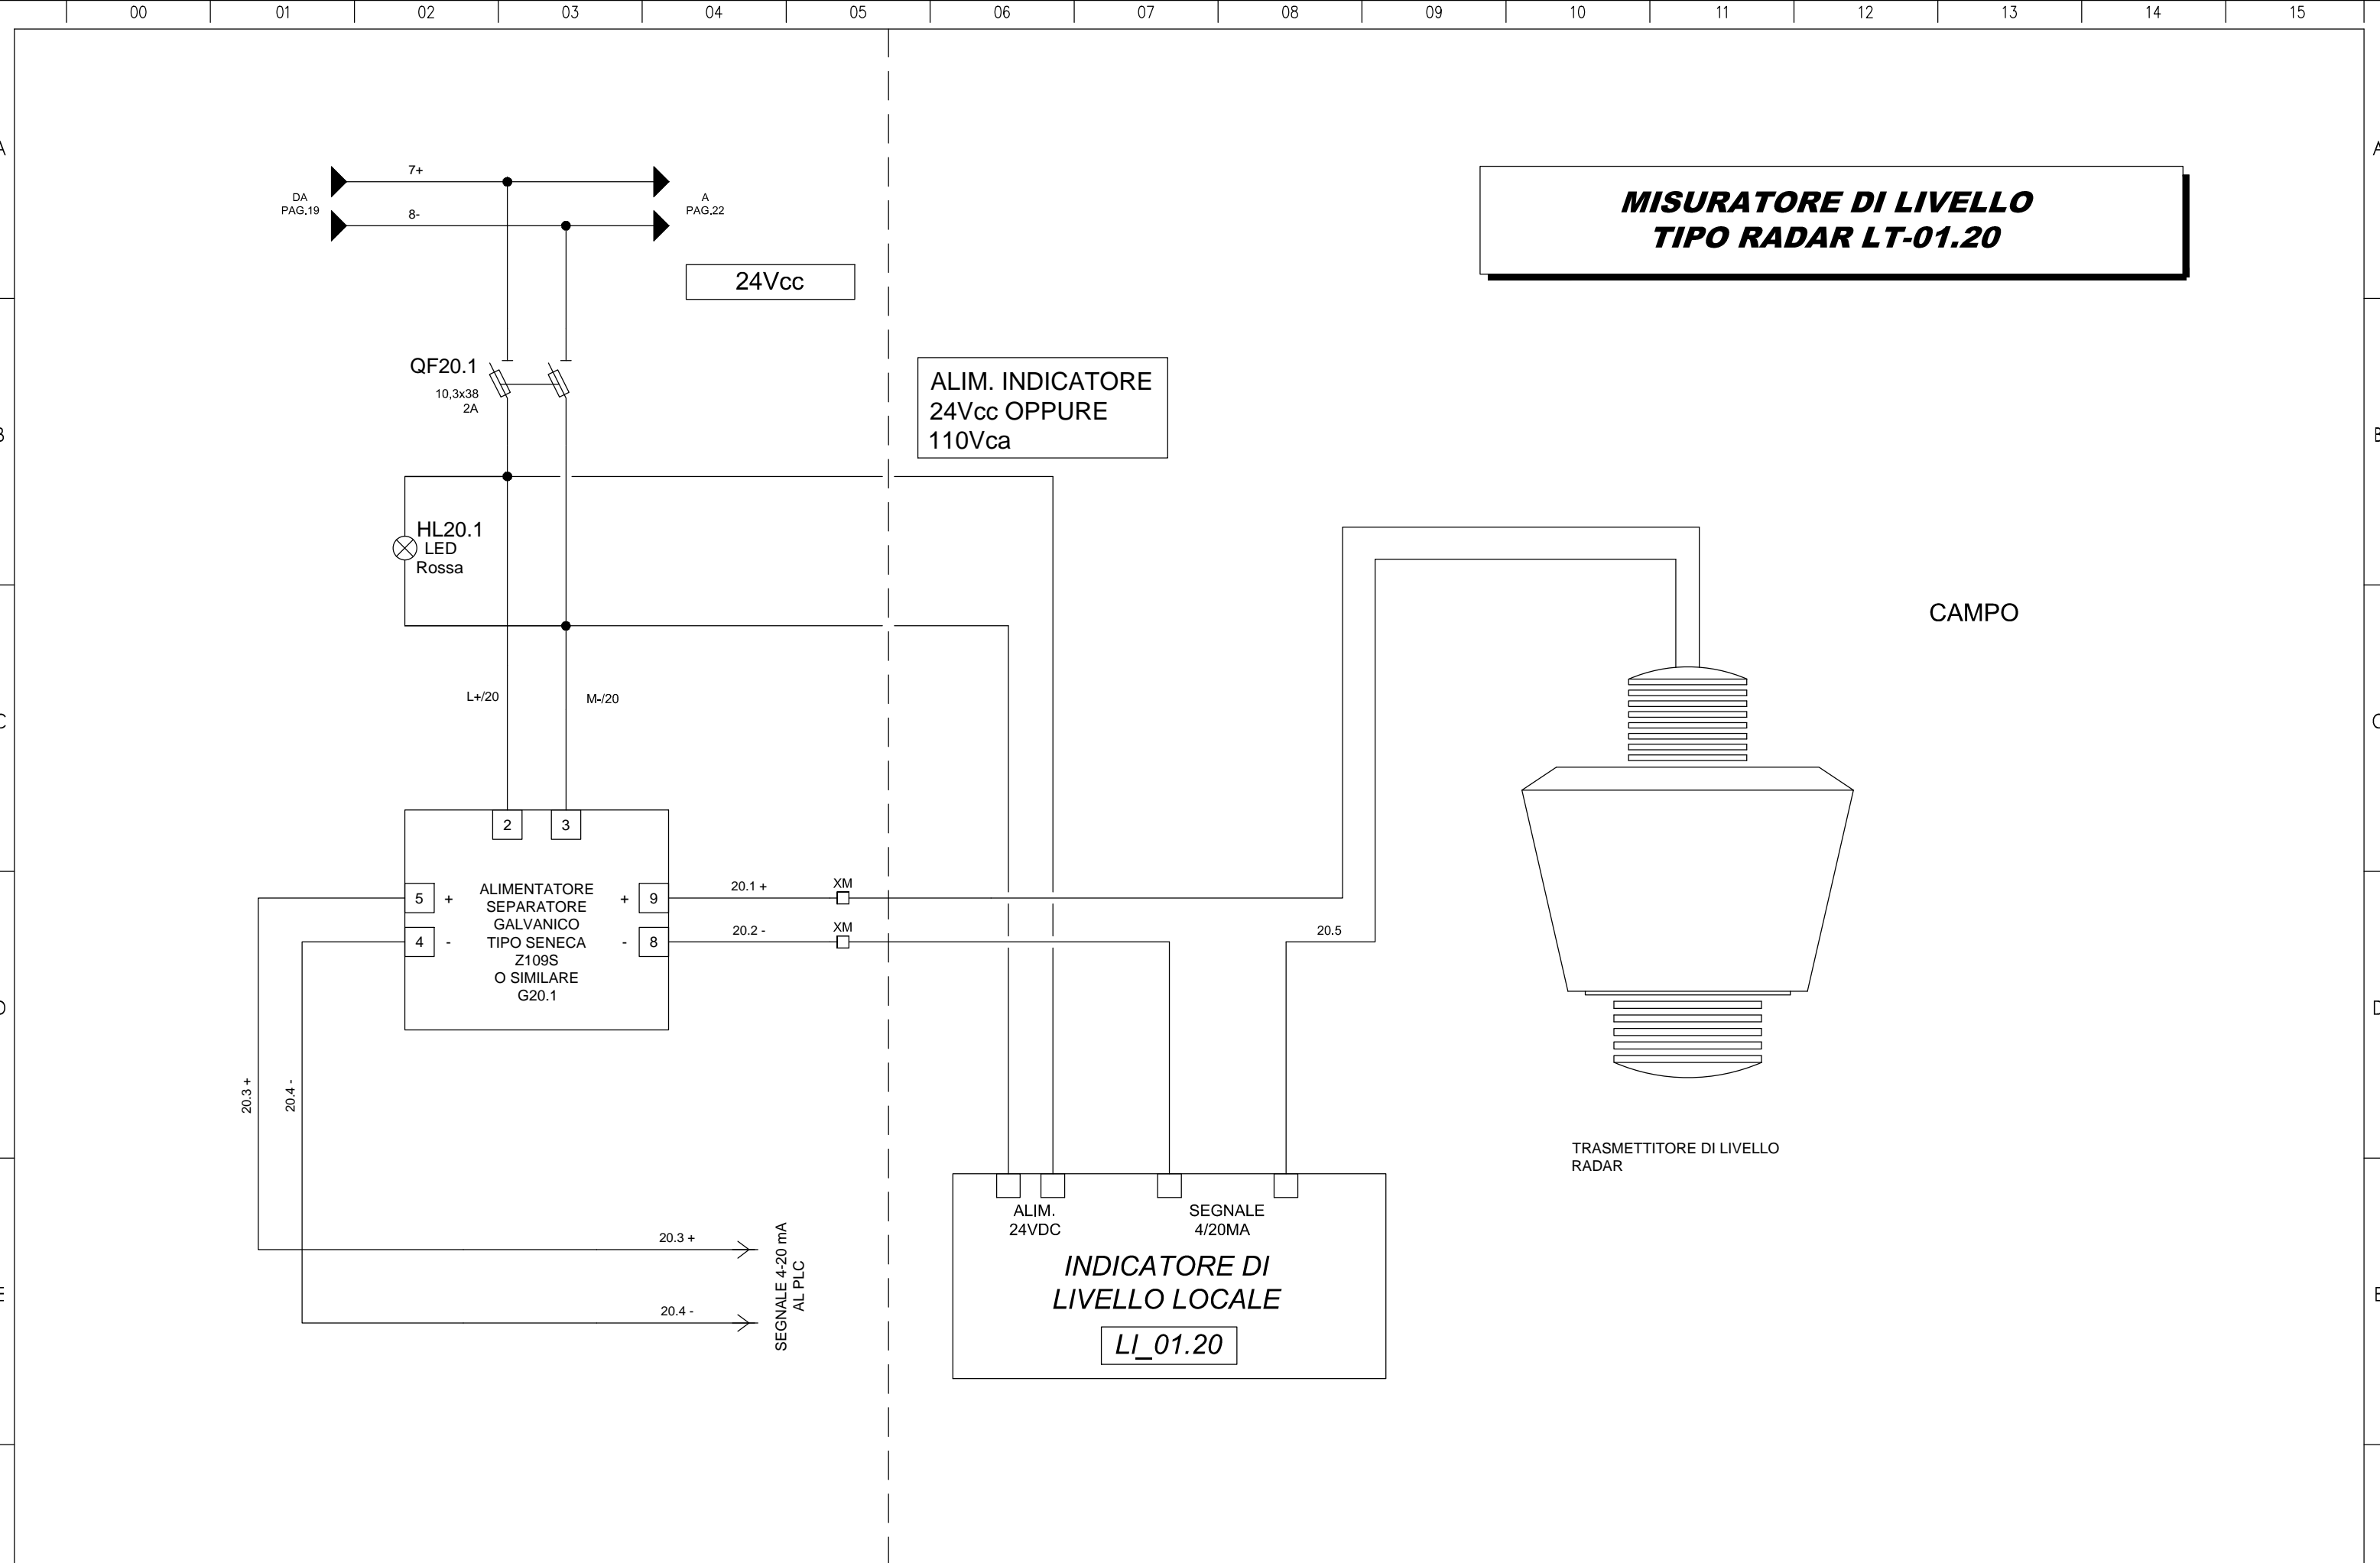 00 01 02 03 04 05 06 07 08 09 10 11 12 13 14 15
A A
7+
DA
PAG.19
8-
A
PAG.22
MISURATORE DI LIVELLO
TIPO RADAR LT-01.20
24Vcc
QF20.1
10,3x38
2A
ALIM. INDICATORE
24Vcc OPPURE
110Vca
B B
HL20.1
LED
Rossa
CAMPO
L+/20
M-/20
C C
2 3
5 +
4 -
ALIMENTATORE
SEPARATORE
GALVANICO
TIPO SENECA
Z109S
O SIMILARE
G20.1
+ 9
- 8
20.1 +
XM
20.2 -
XM
20.5
D D
20.3 +
20.4 -
TRASMETTITORE DI LIVELLO
RADAR
20.3 +
20.4 -
SEGNALE 4-20 mA
AL PLC
ALIM.
24VDC
SEGNALE
4/20MA
INDICATORE DI
LIVELLO LOCALE
LI_01.20
E E